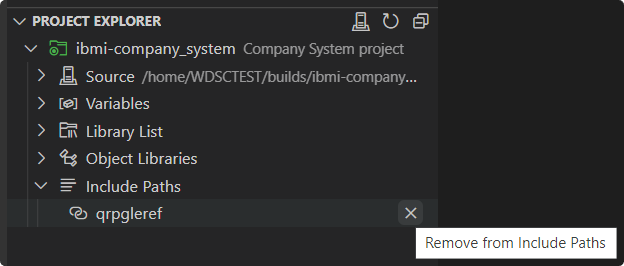 PROJECT EXPLORER
ibmi-company_system Company System project
Source /home/WDSCTEST/builds/ibmi-company...
Variables
Library List
Object Libraries
Include Paths
qrpgleref
Remove from Include Paths